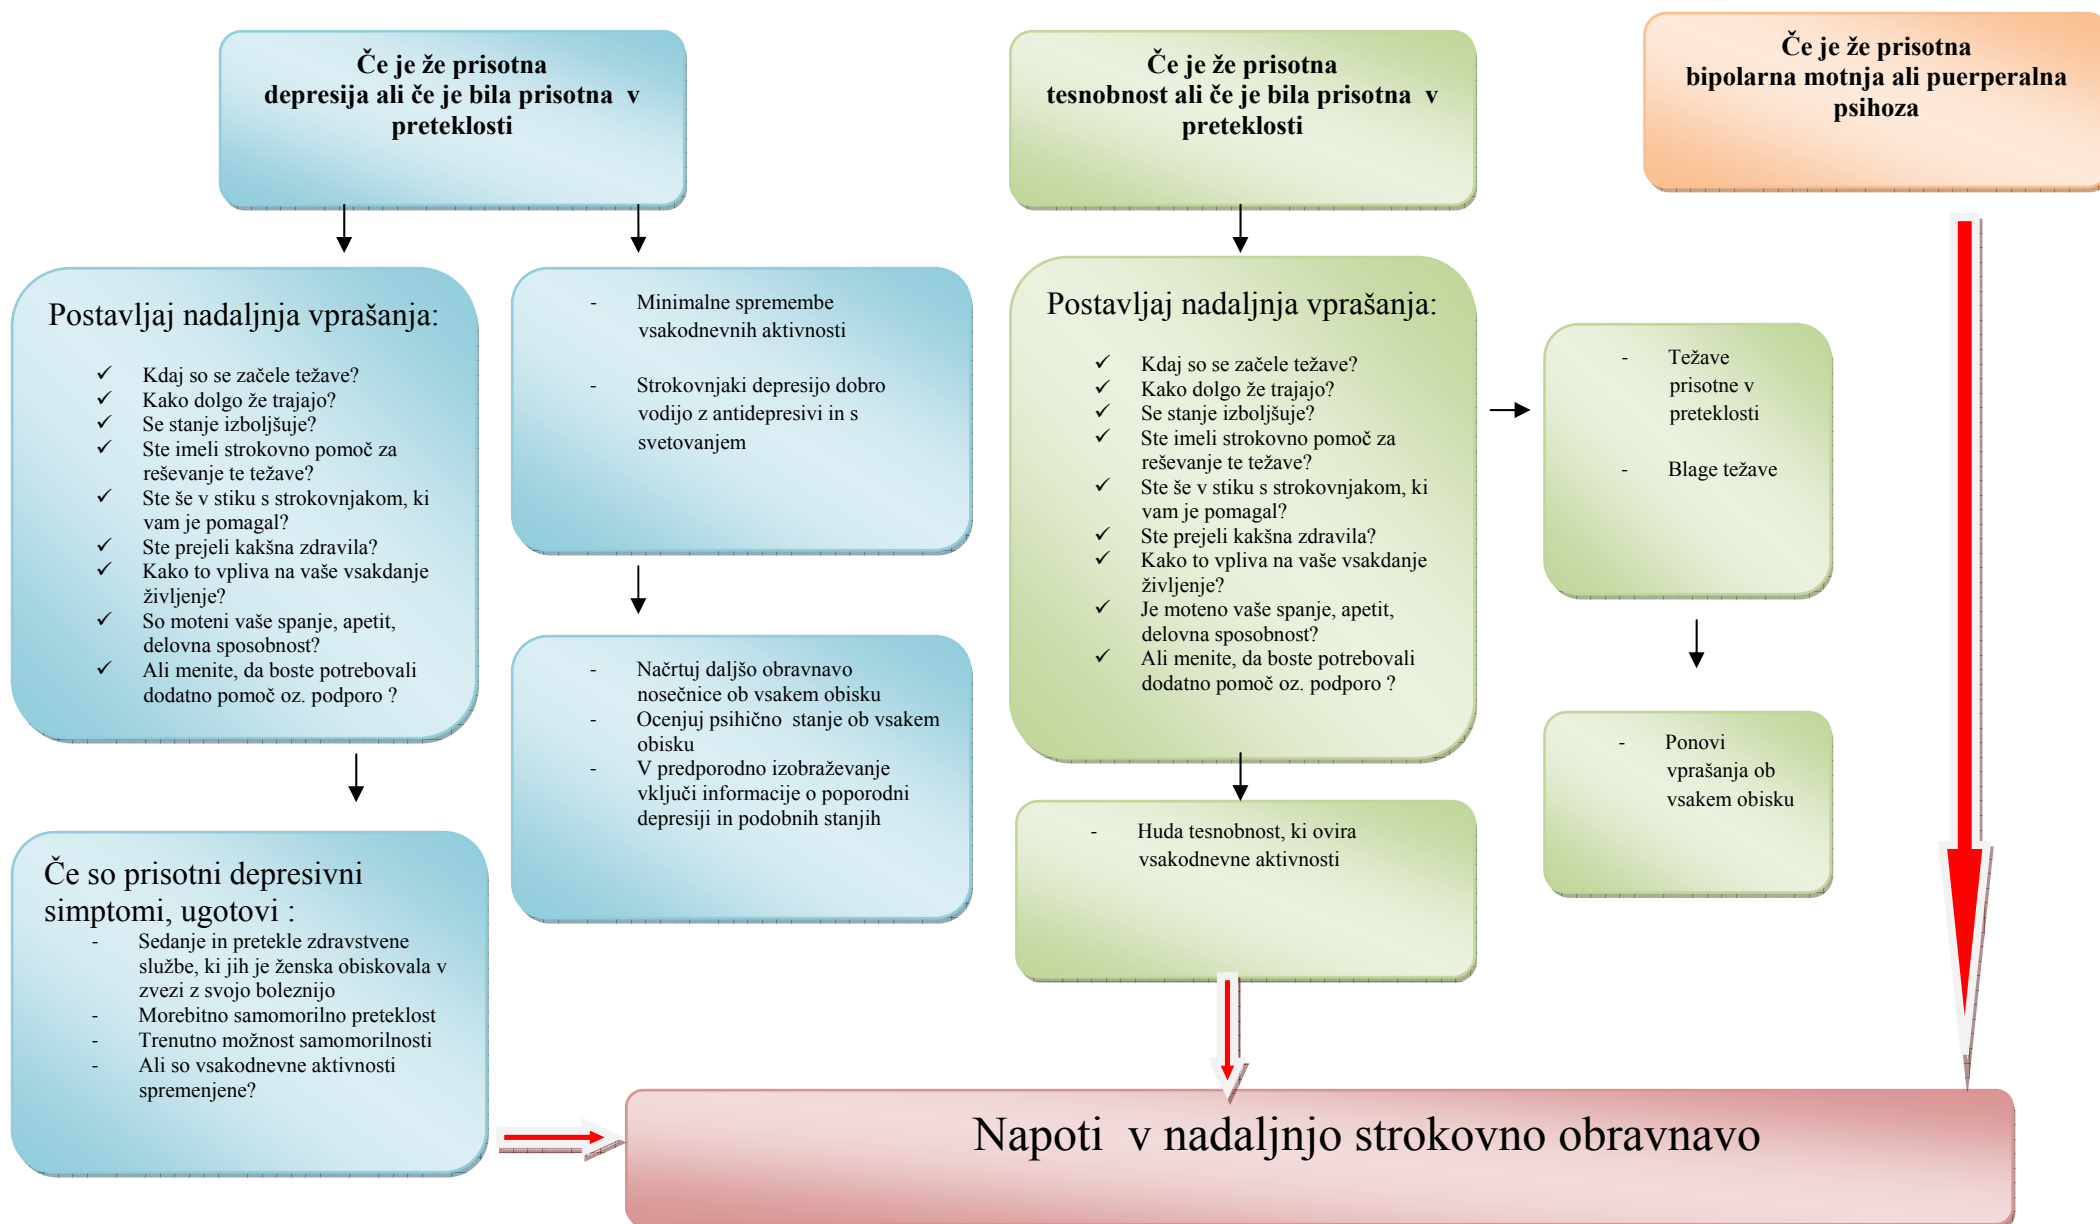 Če je že prisotna
depresija ali če je bila prisotna v
preteklosti
Postavljaj nadaljnja vprašanja:
✓ Kdaj so se začele težave?
✓ Kako dolgo že trajajo?
✓ Se stanje izboljšuje?
✓ Ste imeli strokovno pomoč za
reševanje te težave?
✓ Ste še v stiku s strokovnjakom, ki
vam je pomagal?
✓ Ste prejeli kakšna zdravila?
✓ Kako to vpliva na vaše vsakdanje
življenje?
✓ So moteni vaše spanje, apetit,
delovna sposobnost?
✓ Ali menite, da boste potrebovali
dodatno pomoč oz. podporo ?
Če so prisotni depresivni
simptomi, ugotovi :
- Sedanje in pretekle zdravstvene
službe, ki jih je ženska obiskovala v
zvezi z svojo boleznijo
- Morebitno samomorilno preteklost
- Trenutno možnost samomorilnosti
- Ali so vsakodnevne aktivnosti
spremenjene?
- Minimalne spremembe
vsakodnevnih aktivnosti
- Strokovnjaki depresijo dobro
vodijo z antidepresivi in s
svetovanjem
- Načrtuj daljšo obravnavo
nosečnice ob vsakem obisku
- Ocenjuj psihično stanje ob vsakem
obisku
- V predporodno izobraževanje
vključi informacije o poporodni
depresiji in podobnih stanjih
Če je že prisotna
tesnobnost ali če je bila prisotna v
preteklosti
Postavljaj nadaljnja vprašanja:
✓ Kdaj so se začele težave?
✓ Kako dolgo že trajajo?
✓ Se stanje izboljšuje?
✓ Ste imeli strokovno pomoč za
reševanje te težave?
✓ Ste še v stiku s strokovnjakom, ki
vam je pomagal?
✓ Ste prejeli kakšna zdravila?
✓ Kako to vpliva na vaše vsakdanje
življenje?
✓ Je moteno vaše spanje, apetit,
delovna sposobnost?
✓ Ali menite, da boste potrebovali
dodatno pomoč oz. podporo ?
- Huda tesnobnost, ki ovira
vsakodnevne aktivnosti
- Težave
prisotne v
preteklosti
- Blage težave
- Ponovi
vprašanja ob
vsakem obisku
Če je že prisotna
bipolarna motnja ali puerperalna
psihoza
Napoti v nadaljnjo strokovno obravnavo